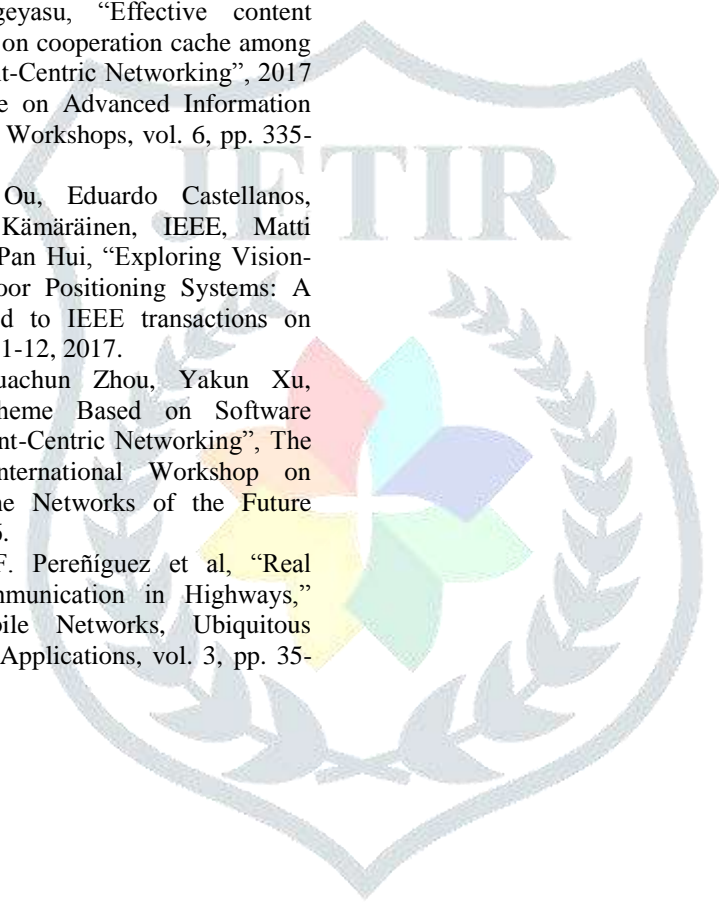 geyasu, “Effective content
on cooperation cache among
nt-Centric Networking”, 2017
e on Advanced Information
Workshops, vol. 6, pp. 335-
Ou, Eduardo Castellanos,
Kämäräinen, IEEE, Matti
Pan Hui, “Exploring Vision-
oor Positioning Systems: A
d to IEEE transactions on
1-12, 2017.
uachun Zhou, Yakun Xu,
heme Based on Software
nt-Centric Networking”, The
nternational Workshop on
ne Networks of the Future
F. Pereñíguez et al, “Real
mmunication in Highways,”
bile Networks, Ubiquitous
Applications, vol. 3, pp. 35-
JETIR